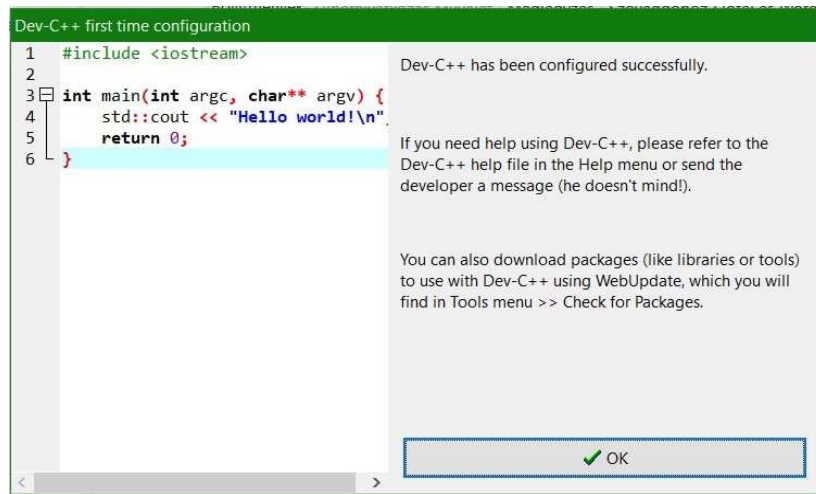 Dev-C++ first time configuration
1 #include <iostream>
2
3 int main(int argc, char** argv) {
4 std::cout << "Hello world!\n"
5 return 0;
6 }
Dev-C++ has been configured successfully.
If you need help using Dev-C++, please refer to the
Dev-C++ help file in the Help menu or send the
developer a message (he doesn't mind!).
You can also download packages (like libraries or tools)
to use with Dev-C++ using WebUpdate, which you will
find in Tools menu >> Check for Packages.
OK